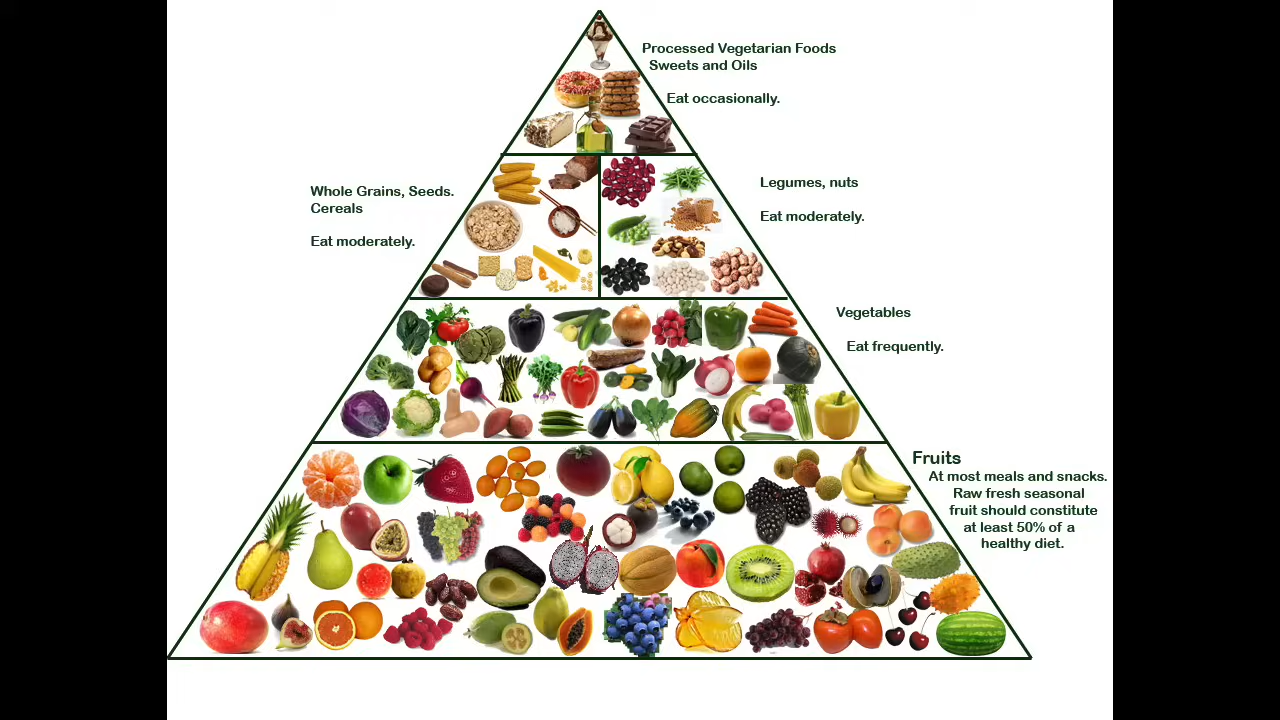 Processed Vegetarian Foods
Sweets and Oils
Eat occasionally.
Whole Grains, Seeds.
Cereals
Eat moderately.
Legumes, nuts
Eat moderately.
Vegetables
Eat frequently.
Fruits
At most meals and snacks.
Raw fresh seasonal
fruit should constitute
at least 50% of a
healthy diet.